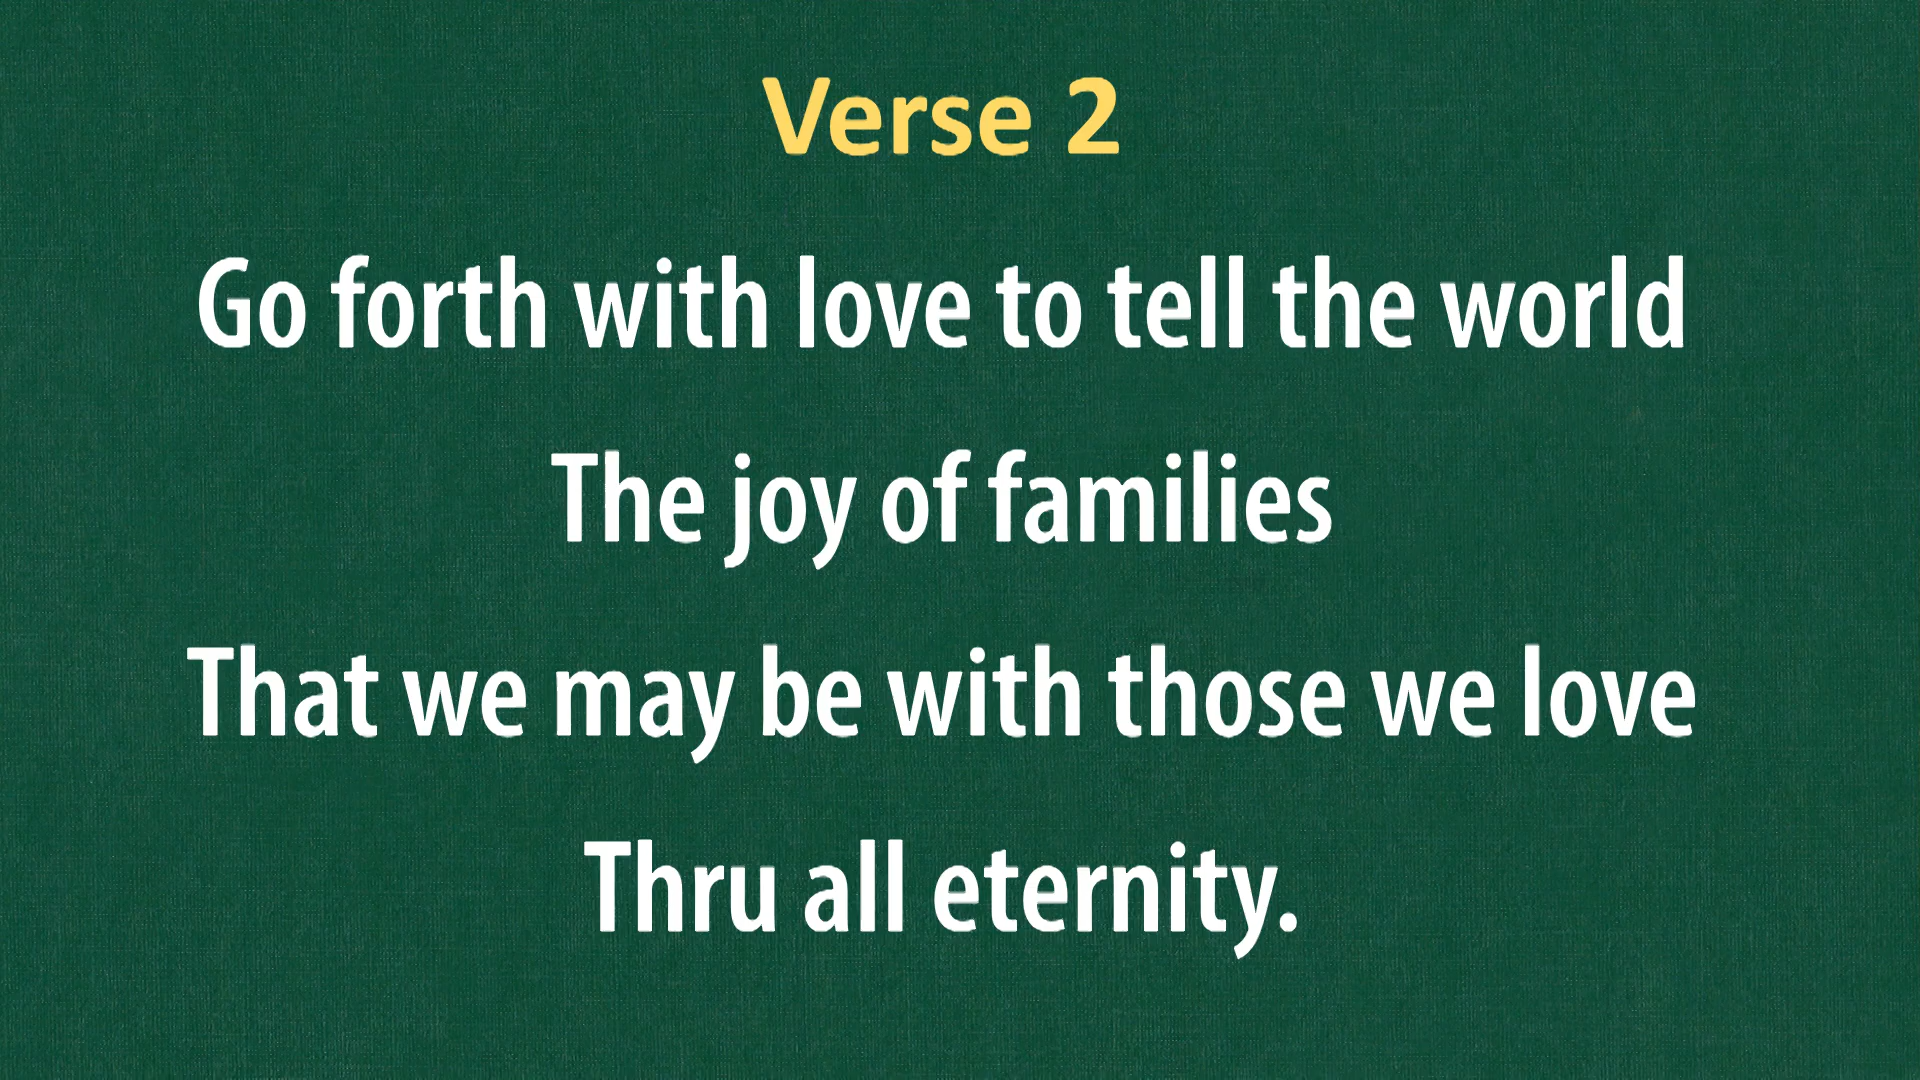 Verse 2
Go forth with love to tell the world
The joy of families
That we may be with those we love
Thru all eternity.